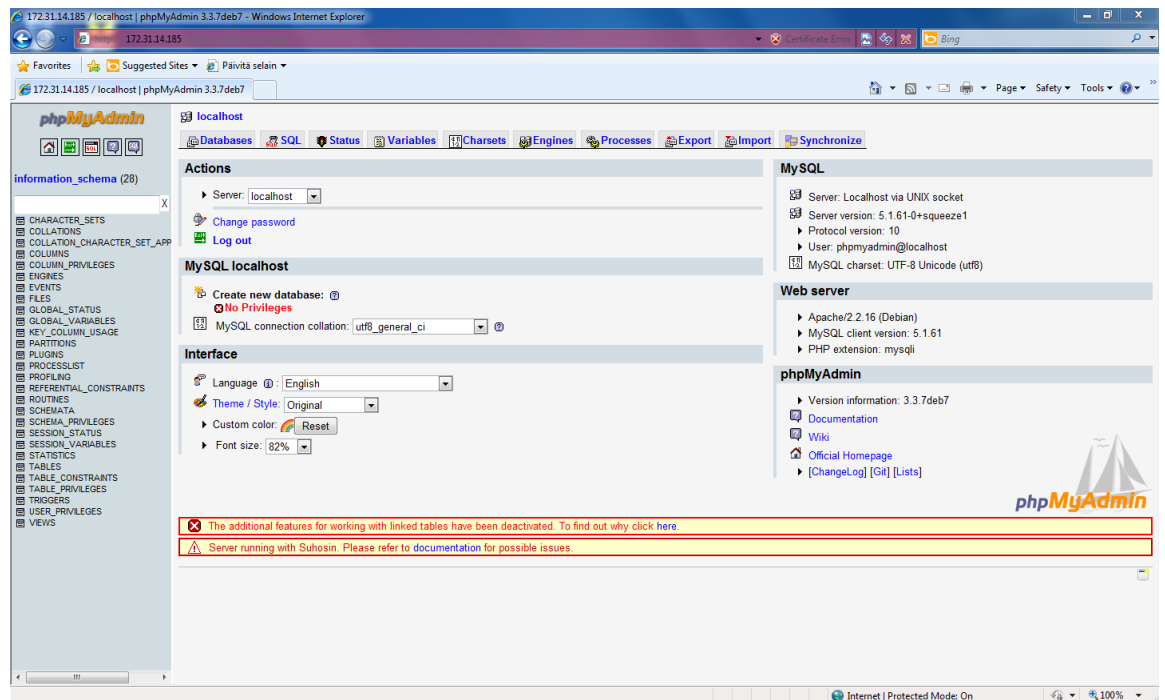 172.31.14.185 / localhost | phpMyAdmin 3.3.7deb7 - Windows Internet Explorer
172.31.14.185
Certificate Error
Bing
Favorites
Suggested Sites
Päivitä selain
172.31.14.185 / localhost | phpMyAdmin 3.3.7deb7
Page Safety Tools
phpMyAdmin
information_schema (28)
X
CHARACTER_SETS
COLLATIONS
COLLATION_CHARACTER_SET_APP
COLUMNS
COLUMN_PRIVILEGES
ENGINES
EVENTS
FILES
GLOBAL_STATUS
GLOBAL_VARIABLES
KEY_COLUMN_USAGE
PARTITIONS
PLUGINS
PROCESSLIST
PROFILING
REFERENTIAL_CONSTRAINTS
ROUTINES
SCHEMATA
SCHEMA_PRIVILEGES
SESSION_STATUS
SESSION_VARIABLES
STATISTICS
TABLES
TABLE_CONSTRAINTS
TABLE_PRIVILEGES
TRIGGERS
USER_PRIVILEGES
VIEWS
localhost
Databases SQL Status Variables Charsets Engines Processes Export Import Synchronize
Actions
Server: localhost
Change password
Log out
MySQL localhost
Create new database:
No Privileges
MySQL connection collation: utf8_general_ci
Interface
Language : English
Theme / Style: Original
Custom color: Reset
Font size: 82%
MySQL
Server: Localhost via UNIX socket
Server version: 5.1.61-0+squeeze1
Protocol version: 10
User: phpmyadmin@localhost
MySQL charset: UTF-8 Unicode (utf8)
Web server
Apache/2.2.16 (Debian)
MySQL client version: 5.1.61
PHP extension: mysqli
phpMyAdmin
Version information: 3.3.7deb7
Documentation
Wiki
Official Homepage
[ChangeLog] [Git] [Lists]
phpMyAdmin
The additional features for working with linked tables have been deactivated. To find out why click here.
Server running with Suhosin. Please refer to documentation for possible issues.
Internet | Protected Mode: On
100%